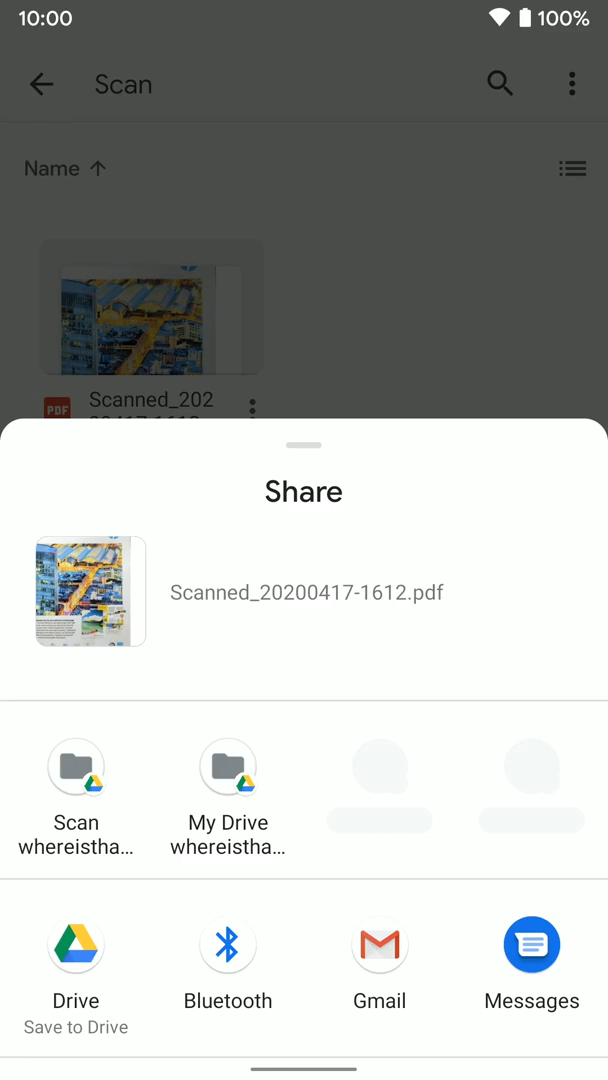 10:00
100%
Scan
Name
Scanned_202
PDF
Share
Scanned_20200417-1612.pdf
Scan
whereistha...
My Drive
whereistha...
Drive
Save to Drive
Bluetooth
Gmail
Messages